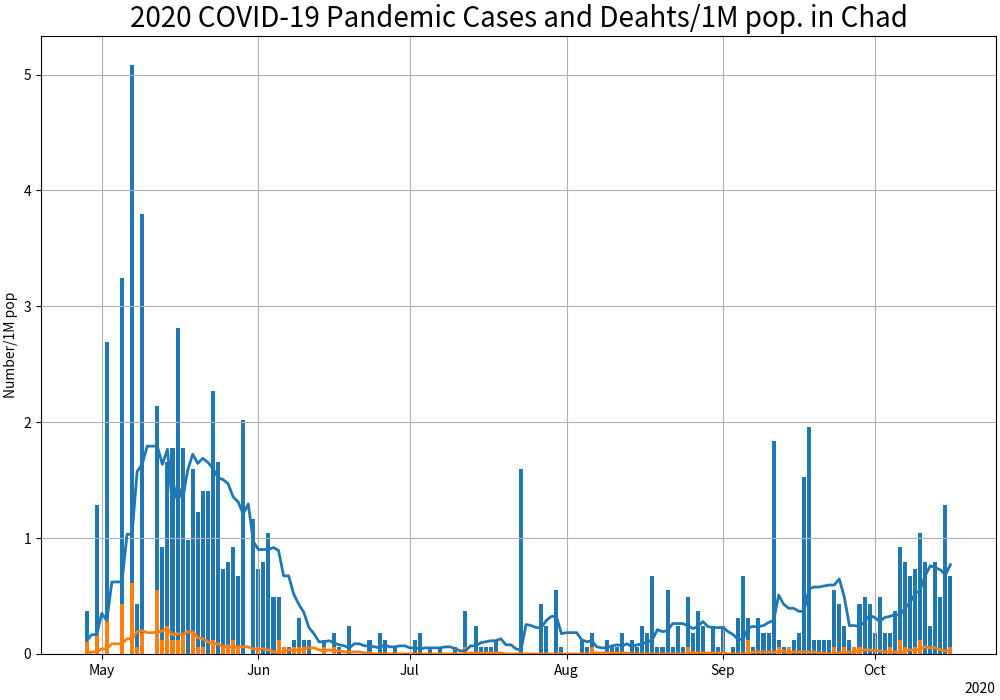 2020 COVID-19 Pandemic Cases and Deahts/1M pop. in Chad
Number/1M pop
5
4
3
2
1
0
May Jun Jul Aug Sep Oct
2020